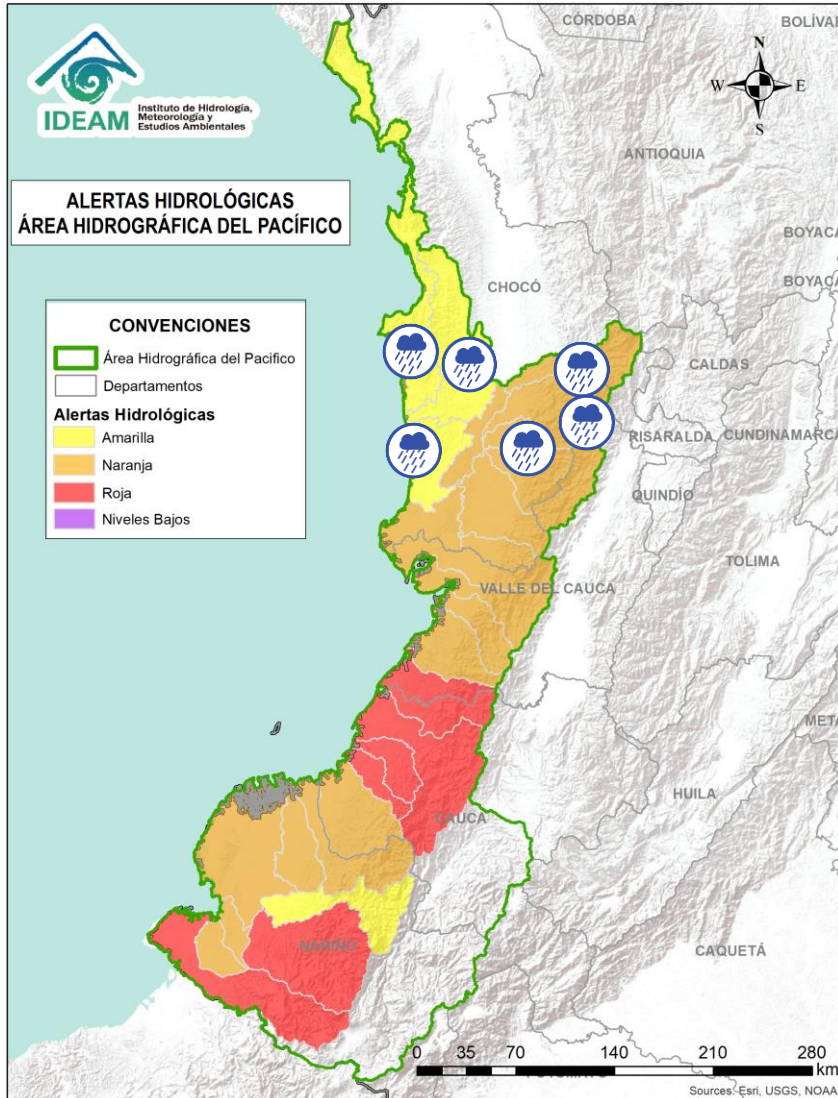 CÓRDOBA
BOLÍVAR
N
W E
S
IDEAM
Instituto de Hidrología,
Meteorología y
Estudios Ambientales
ANTIOQUIA
ALERTAS HIDROLÓGICAS
ÁREA HIDROGRÁFICA DEL PACÍFICO
BOYACÁ
BOYACÁ
CHOCÓ
CONVENCIONES
Área Hidrográfica del Pacifico
Departamentos
Alertas Hidrológicas
Amarilla
Naranja
Roja
Niveles Bajos
CALDAS
RISARALDA
CUNDINAMARCA
QUINDÍO
TOLIMA
VALLE DEL CAUCA
META
HUILA
CAUCA
NARIÑO
CAQUETÁ
0 35 70 140 210 280
km
Sources: Esri, USGS, NOAA